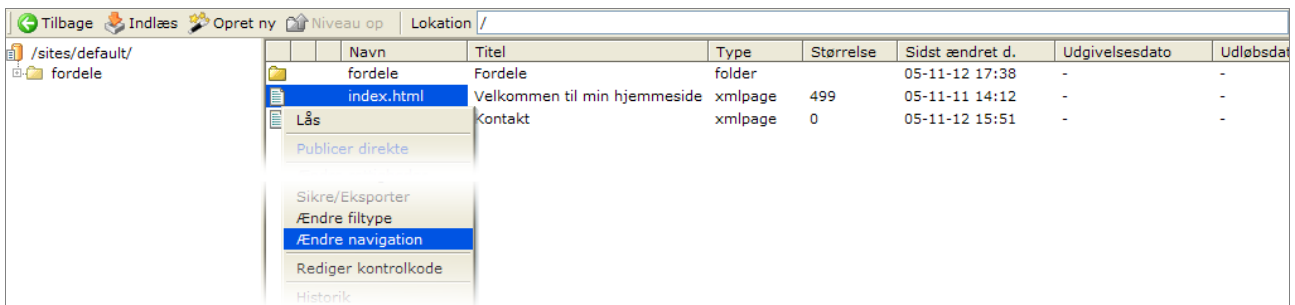 Tilbage Indlæs Opret ny Niveau op Lokation /
/sites/default/
fordele
Navn Titel Type Størrelse Sidst ændret d. Udgivelsesdato Udløbsdat
fordele Fordele folder 05-11-12 17:38 - -
index.html Velkommen til min hjemmeside xmlpage 499 05-11-11 14:12 - -
Kontakt xmlpage 0 05-11-12 15:51 - -
Lås
Publicer direkte
Sikre/Eksporter
Ændre filtype
Ændre navigation
Rediger kontrolkode
Historik